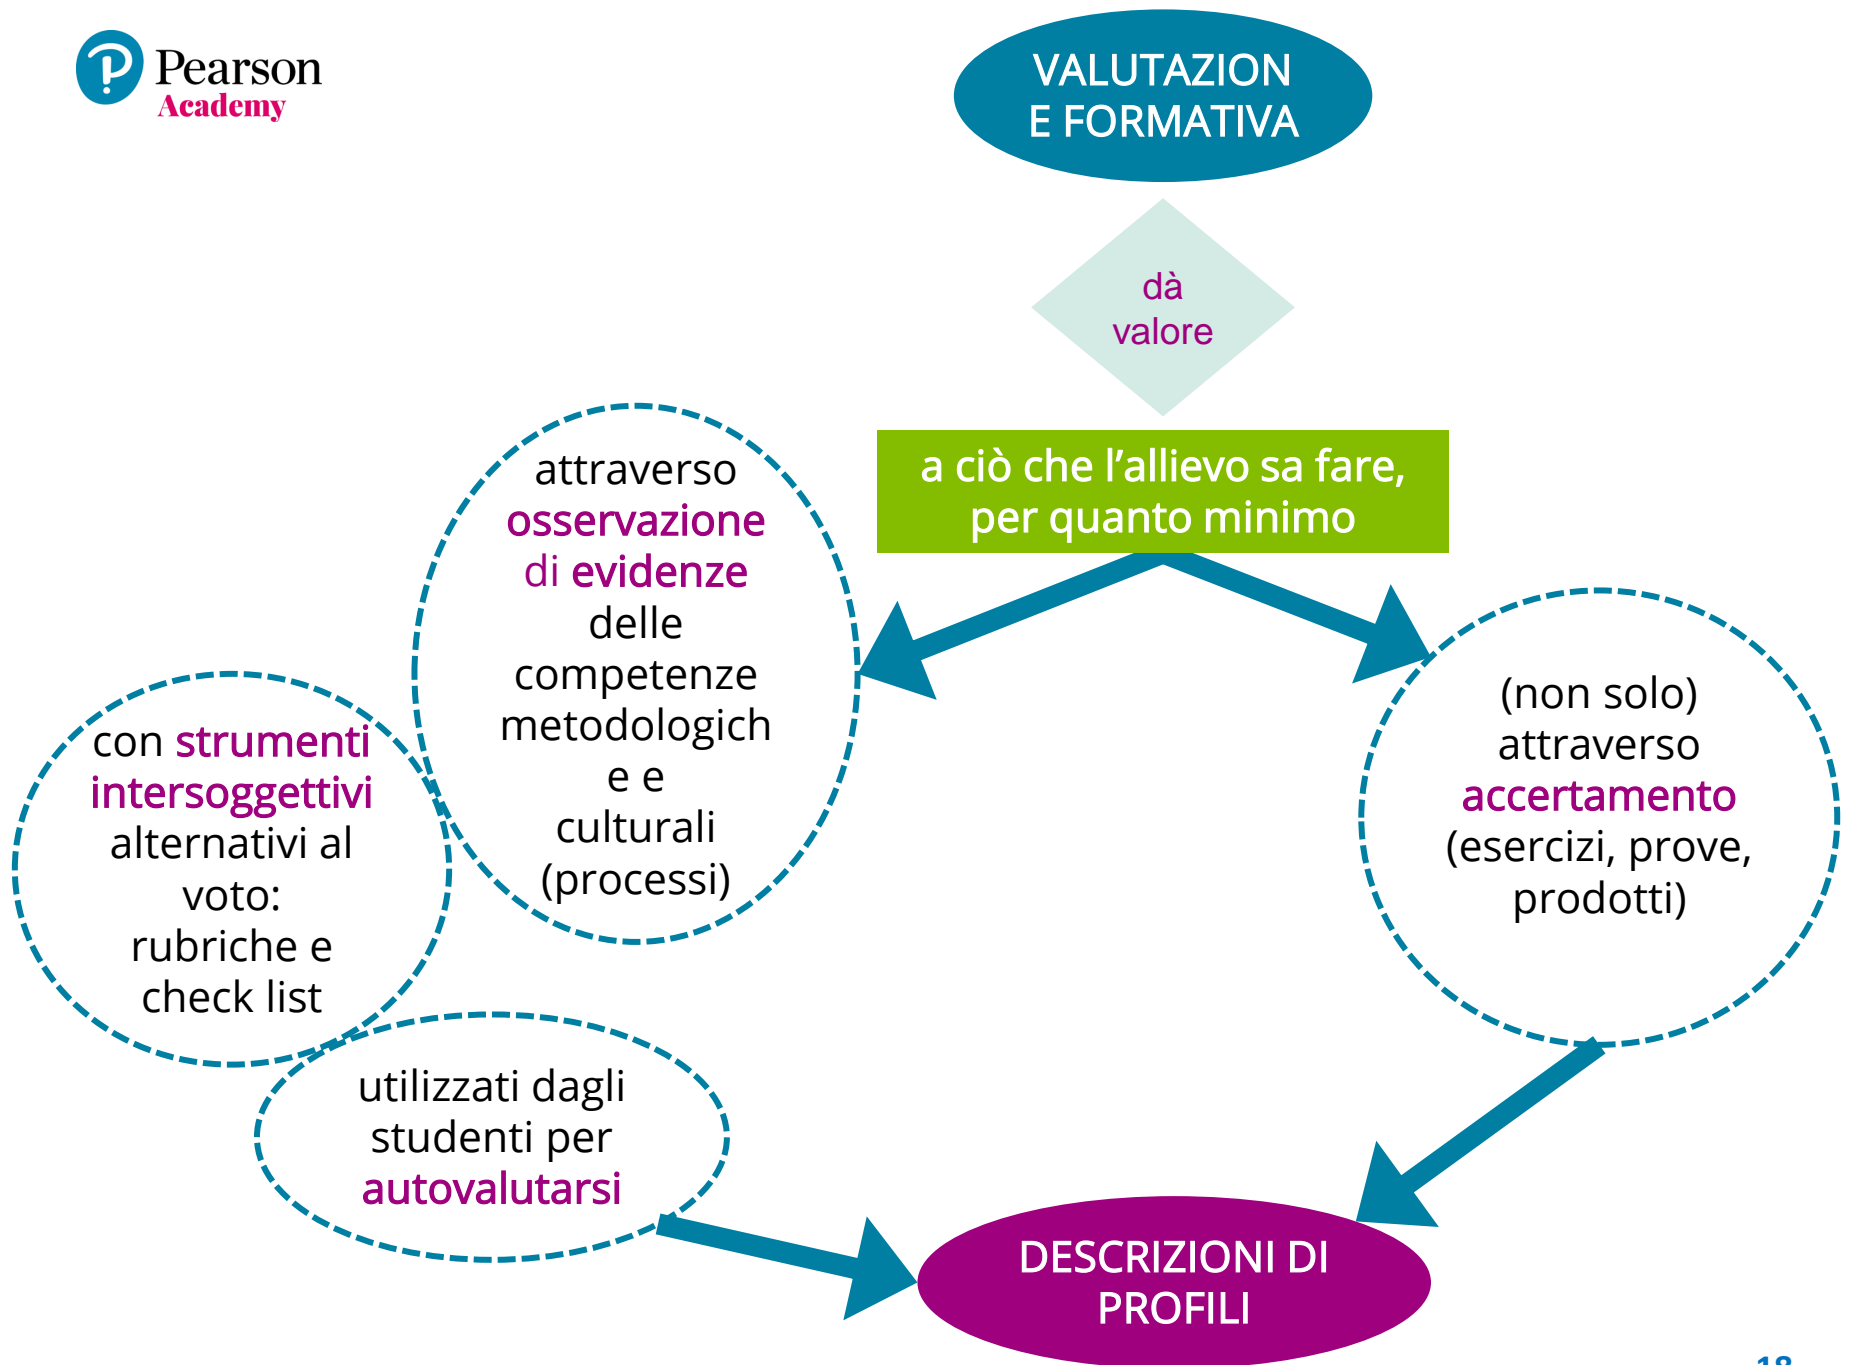 Pearson
Academy
VALUTAZION
E FORMATIVA
dà
valore
a ciò che l’allievo sa fare,
per quanto minimo
attraverso
osservazione
di evidenze
delle
competenze
metodologich
e e
culturali
(processi)
(non solo)
attraverso
accertamento
(esercizi, prove,
prodotti)
con strumenti
intersoggettivi
alternativi al
voto:
rubriche e
check list
utilizzati dagli
studenti per
autovalutarsi
DESCRIZIONI DI
PROFILI
18